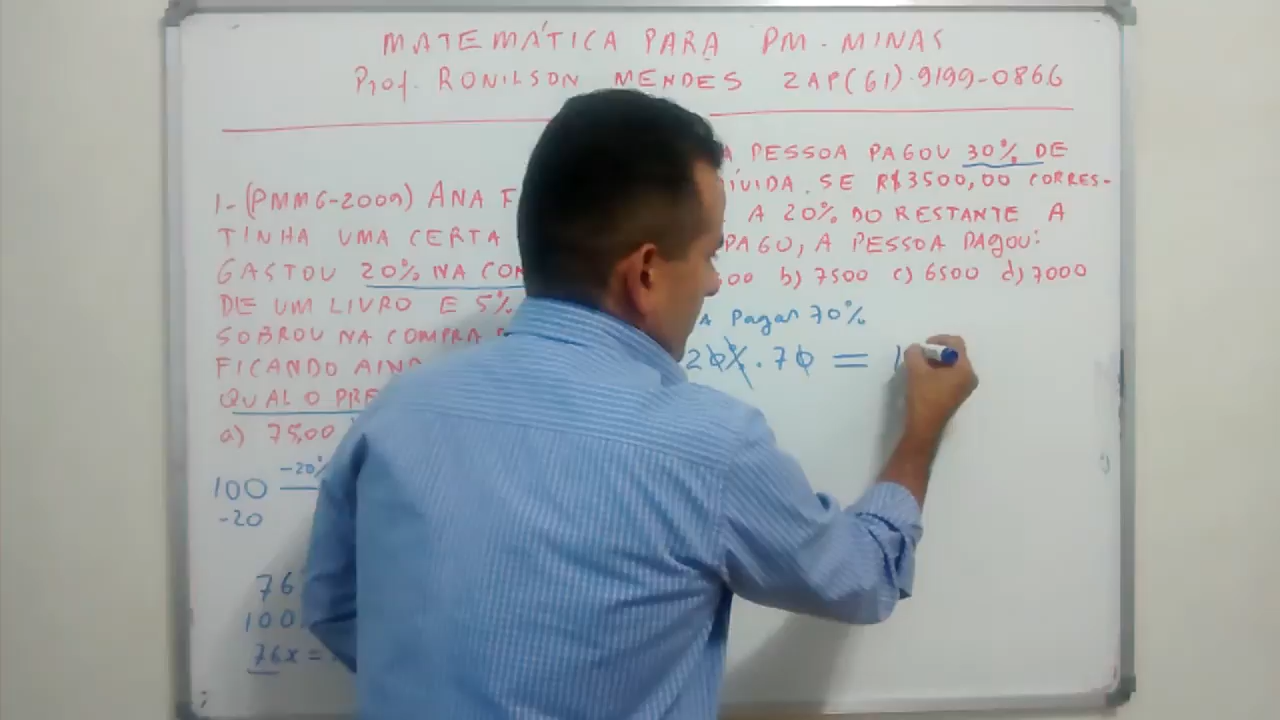 MATEMÁTICA PARA PM-MINAS
Prof. RONILSON MENDES ZAP(61).9199-0866
1-(PMMG-2009) ANA F
TINHA UMA CERTA
GASTOU 20% NA COM
DE UM LIVRO E 5%
SOBROU NA COMPRA
FICANDO AIND
QUAL O PRE
a) 75,00
100 -20%
-20
76
100
76x =
A PESSOA PAGOU 30% DE
ÍVIDA. SE R$3500,00 CORRES-
A 20% DO RESTANTE A
PAGO, A PESSOA PAGOU:
00 b) 7500 c) 6500 d) 7000
A Pagar 70%
20%.70 = 1